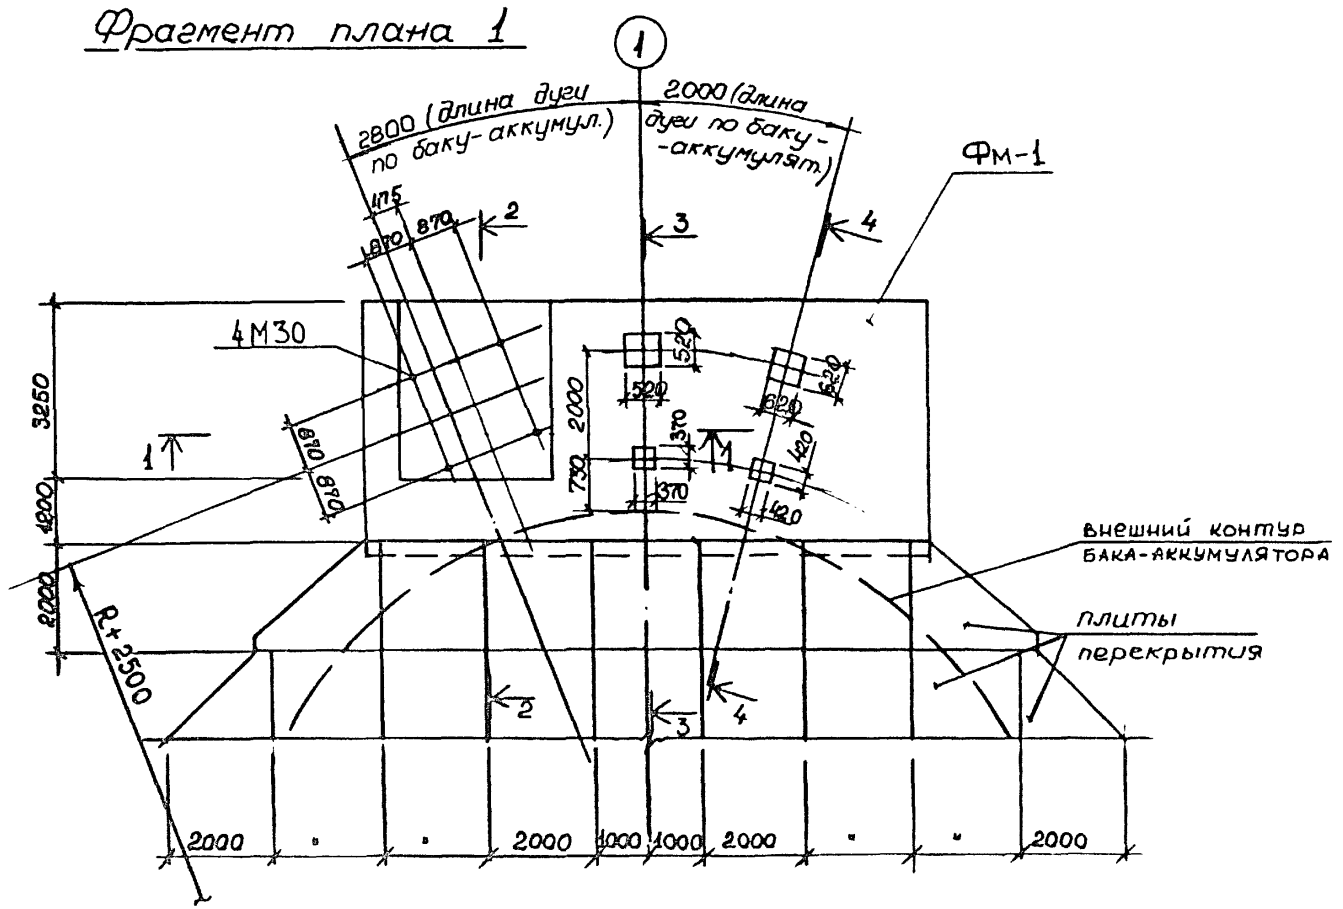 Фрагмент плана 1
1
2800 (длина дуги
по баку-аккумул.)
2000 (длина
дуги по баку-
-аккумулят.)
Фм-1
475
870
870
2
3
4
4М30
3250
1200
2000
870
870
1
1
520
520
2000
730
370
370
620
620
420
420
внешний контур
БАКА-АККУМУЛЯТОРА
плиты
перекрытия
R+2500
2
3
4
2000
"
"
2000
1000
1000
2000
"
"
2000